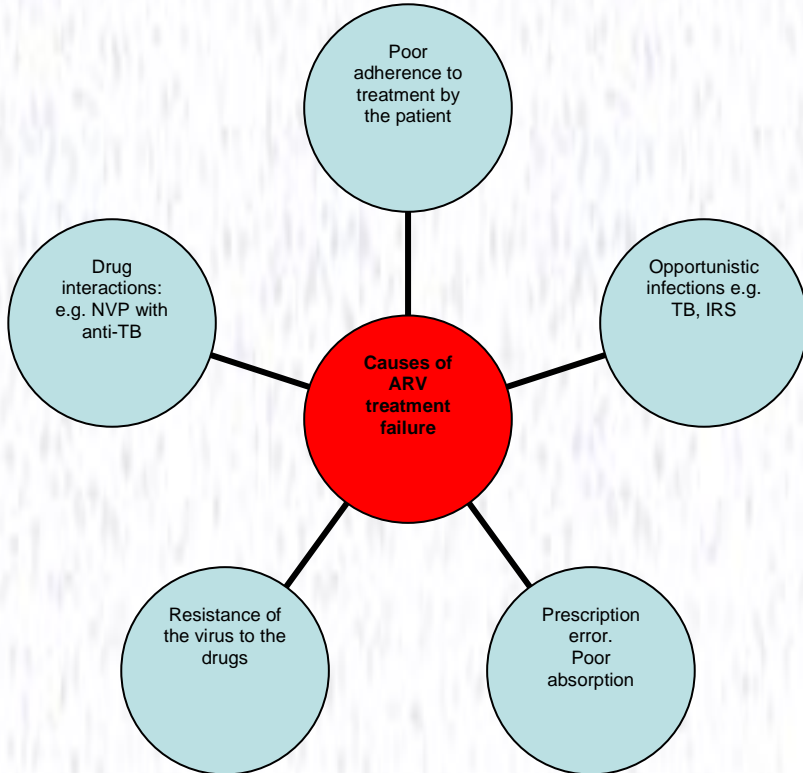 Poor
adherence to
treatment by
the patient
Drug
interactions:
e.g. NVP with
anti-TB
Opportunistic
infections e.g.
TB, IRS
Causes of
ARV
treatment
failure
Resistance of
the virus to the
drugs
Prescription
error.
Poor
absorption